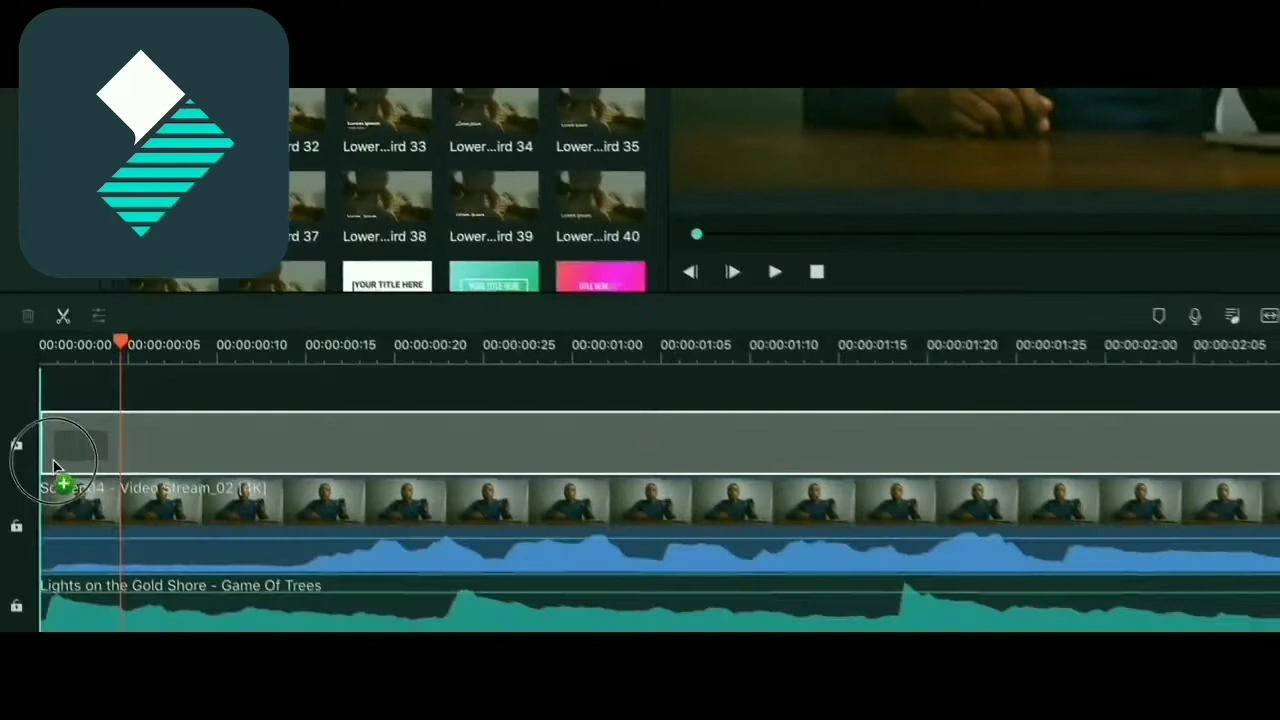 rd 32 Lower...ird 33 Lower...ird 34 Lower...ird 35
rd 37 Lower...ird 38 Lower...ird 39 Lower...ird 40
YOUR TITLE HERE YOUR TITLE HERE TITLE HERE
00:00:00:00 00:00:00:05 00:00:00:10 00:00:00:15 00:00:00:20 00:00:00:25 00:00:01:00 00:00:01:05 00:00:01:10 00:00:01:15 00:00:01:20 00:00:01:25 00:00:02:00 00:00:02:05
- Video Stream_02 [4K]
Lights on the Gold Shore - Game Of Trees